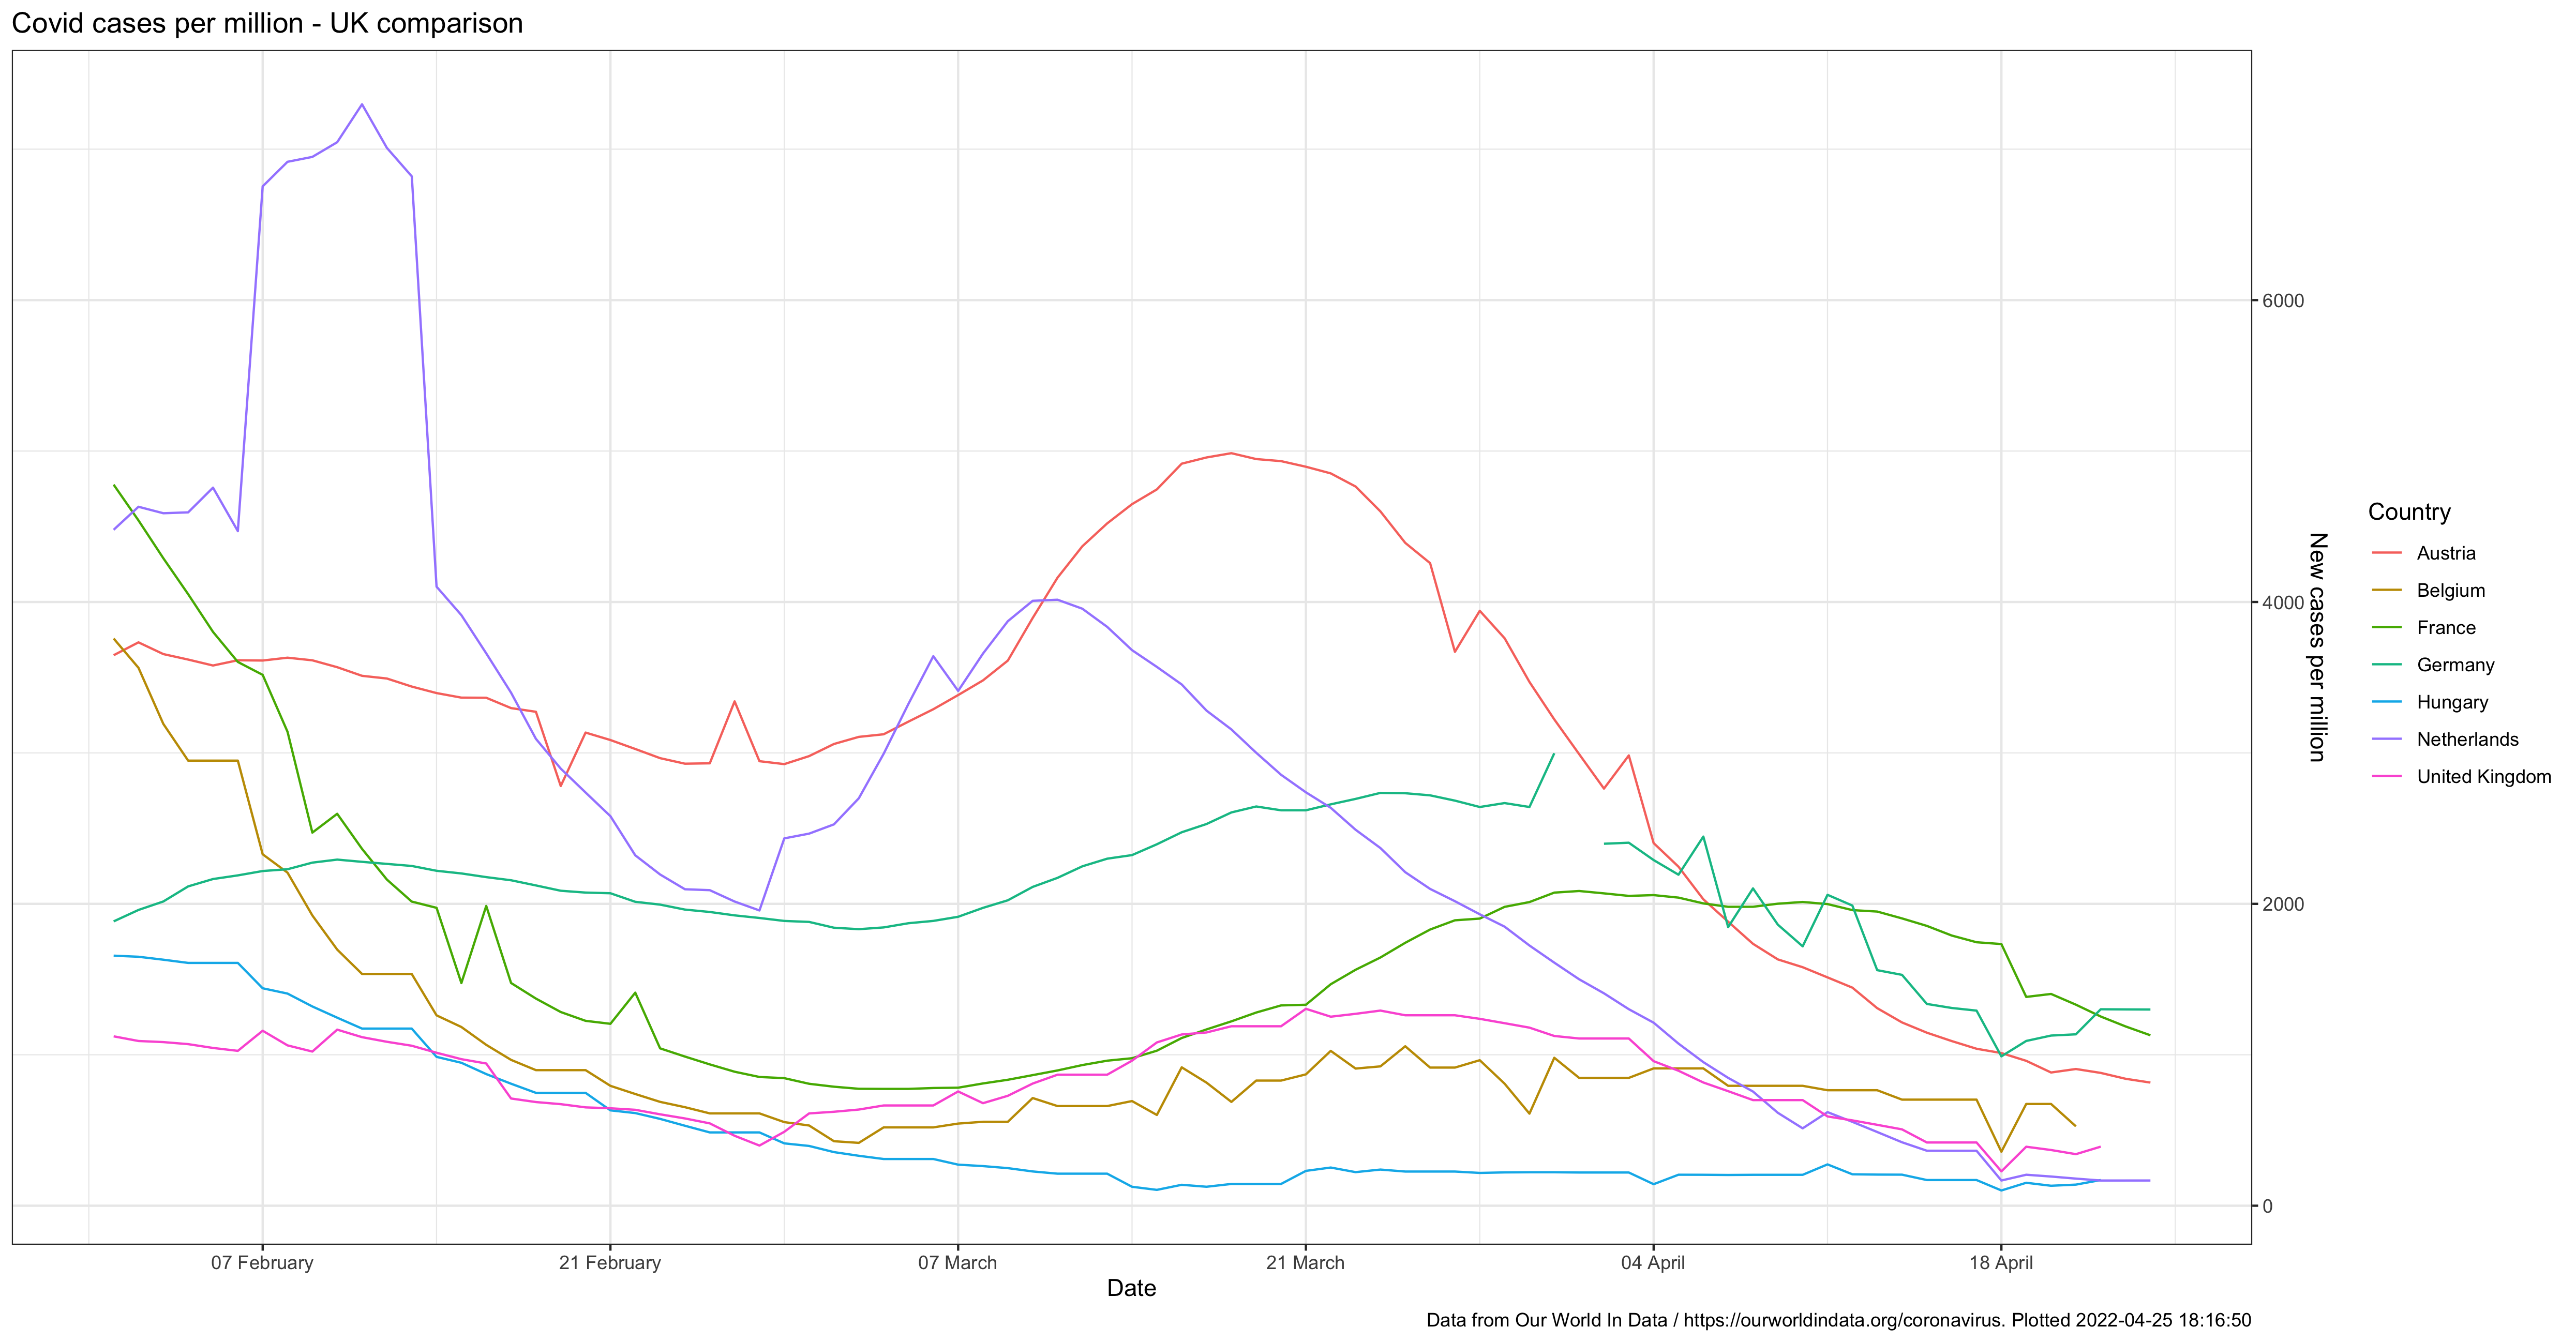 Covid cases per million - UK comparison
6000
4000
2000
0
New cases per million
Country
Austria
Belgium
France
Germany
Hungary
Netherlands
United Kingdom
07 February
21 February
07 March
21 March
04 April
18 April
Date
Data from Our World In Data / https://ourworldindata.org/coronavirus. Plotted 2022-04-25 18:16:50